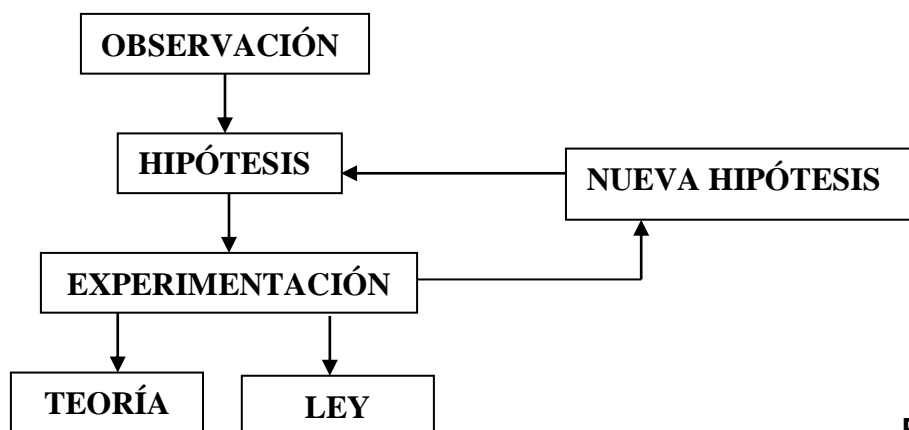 OBSERVACIÓN
HIPÓTESIS
NUEVA HIPÓTESIS
EXPERIMENTACIÓN
TEORÍA
LEY